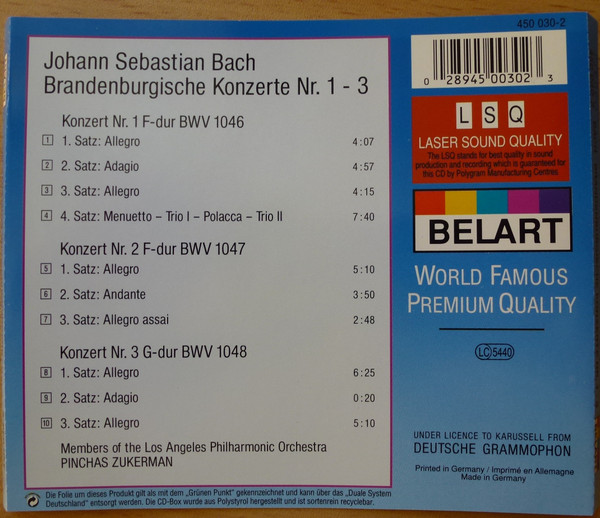 450 030-2
Johann Sebastian Bach
Brandenburgische Konzerte Nr. 1 - 3
Konzert Nr. 1 F-dur BWV 1046
1 1. Satz: Allegro 4:07
2 2. Satz: Adagio 4:57
3 3. Satz: Allegro 4:15
4 4. Satz: Menuetto – Trio I – Polacca – Trio II 7:40
Konzert Nr. 2 F-dur BWV 1047
5 1. Satz: Allegro 5:10
6 2. Satz: Andante 3:50
7 3. Satz: Allegro assai 2:48
Konzert Nr. 3 G-dur BWV 1048
8 1. Satz: Allegro 6:25
9 2. Satz: Adagio 0:20
10 3. Satz: Allegro 5:10
Members of the Los Angeles Philharmonic Orchestra
PINCHAS ZUKERMAN
Die Folie um dieses Produkt gilt als mit dem „Grünen Punkt" gekennzeichnet und kann über das „Duale System
Deutschland" entsorgt werden. Die CD-Box wurde aus Polystyrol hergestellt und ist sortenrein recyclebar.
0 28945 00302 3
LSQ
LASER SOUND QUALITY
The LSQ stands for best quality in sound
production and recording which is guaranteed for
this CD by Polygram Manufacturing Centres.
BELART
WORLD FAMOUS
PREMIUM QUALITY
LC 5440
UNDER LICENCE TO KARUSSELL FROM
DEUTSCHE GRAMMOPHON
Printed in Germany / Imprimé en Allemagne
Made in Germany